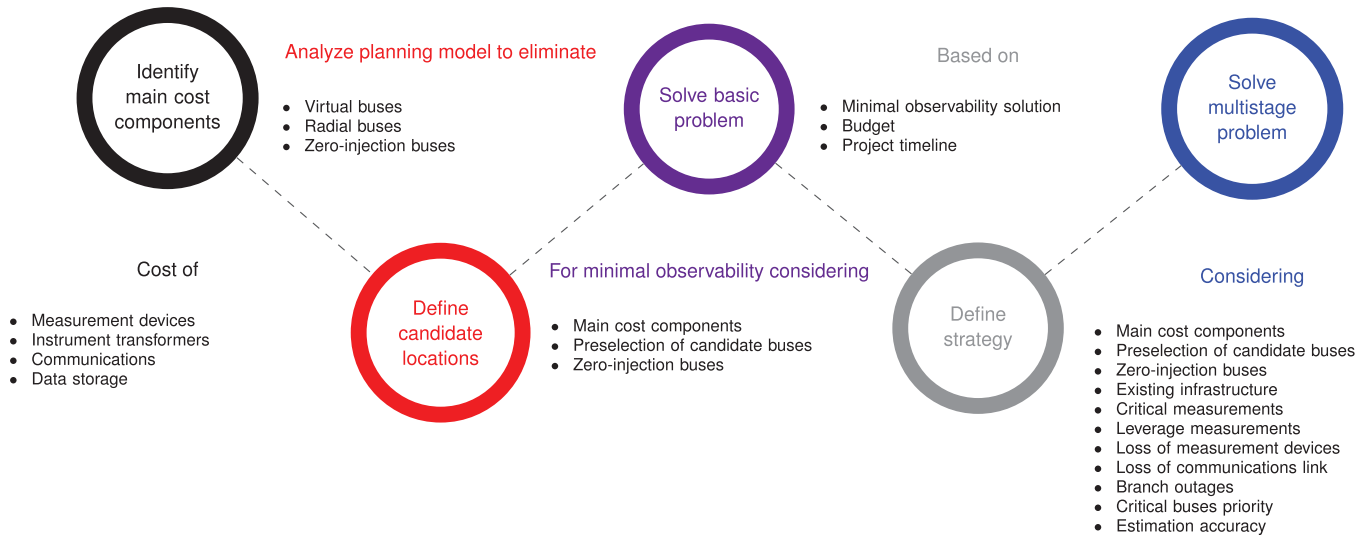 Identify
main cost
components
Analyze planning model to eliminate
● Virtual buses
● Radial buses
● Zero-injection buses
Solve basic
problem
Based on
● Minimal observability solution
● Budget
● Project timeline
Solve
multistage
problem
Cost of
● Measurement devices
● Instrument transformers
● Communications
● Data storage
Define
candidate
locations
For minimal observability considering
● Main cost components
● Preselection of candidate buses
● Zero-injection buses
Define
strategy
Considering
● Main cost components
● Preselection of candidate buses
● Zero-injection buses
● Existing infrastructure
● Critical measurements
● Leverage measurements
● Loss of measurement devices
● Loss of communications link
● Branch outages
● Critical buses priority
● Estimation accuracy